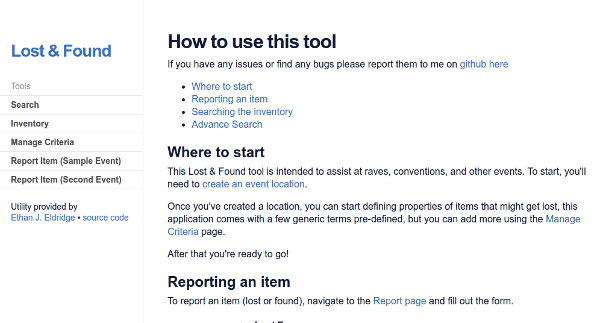 Lost & Found
Tools
Search
Inventory
Manage Criteria
Report Item (Sample Event)
Report Item (Second Event)
Utility provided by
Ethan J. Eldridge • source code
How to use this tool
If you have any issues or find any bugs please report them to me on github here
Where to start
Reporting an item
Searching the inventory
Advance Search
Where to start
This Lost & Found tool is intended to assist at raves, conventions, and other events. To start, you'll
need to create an event location.
Once you've created a location, you can start defining properties of items that might get lost, this
application comes with a few generic terms pre-defined, but you can add more using the Manage
Criteria page.
After that you're ready to go!
Reporting an item
To report an item (lost or found), navigate to the Report page and fill out the form.